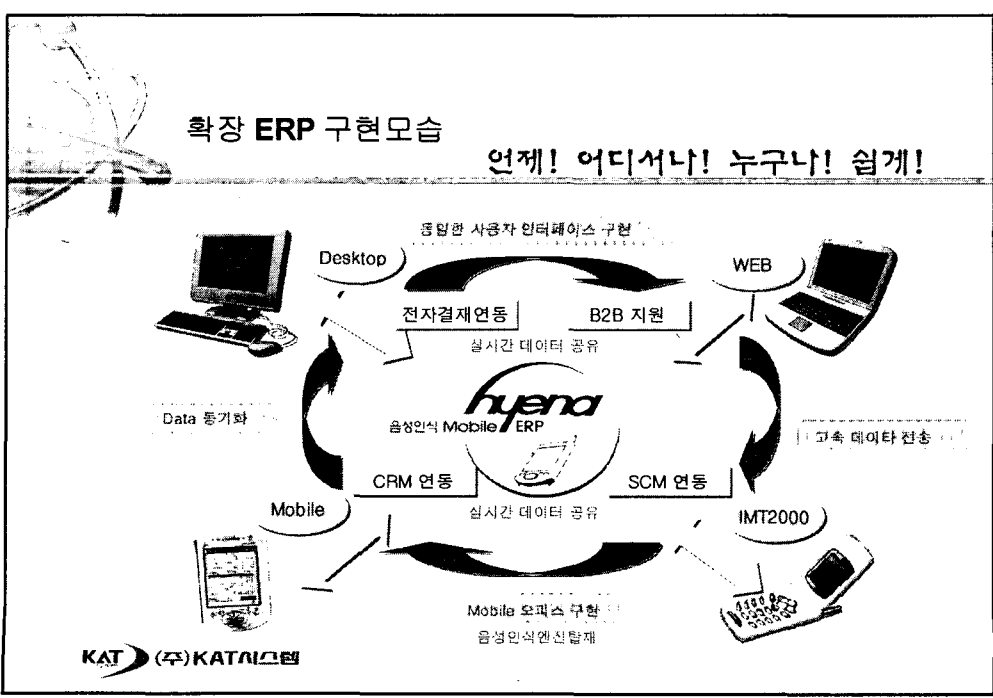 확장 ERP 구현모습
언제! 어디서나! 누구나! 쉽게!
동일한 사용자 인터페이스 구현
Desktop
WEB
전자결재연동
B2B 지원
실시간 데이터 공유
hyena
음성인식 Mobile ERP
Data 동기화
고속 데이타 전송
CRM 연동
SCM 연동
실시간 데이터 공유
Mobile
IMT2000
Mobile 오피스 구현
음성인식엔진탑재
KAT (주)KAT시스템